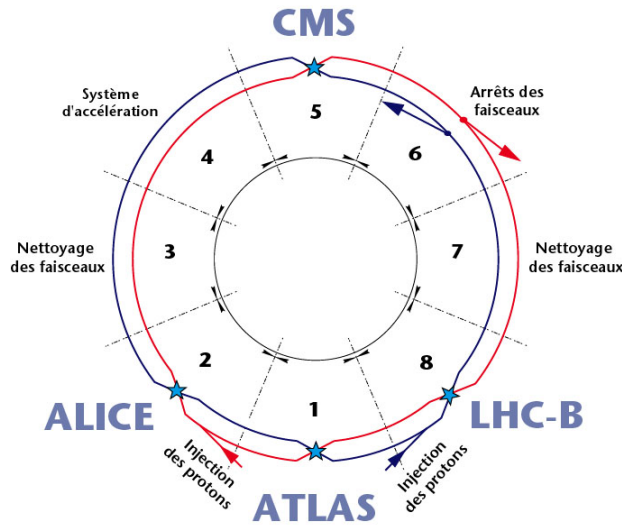 CMS
Système
d'accélération
Arrêts des
faisceaux
5
4
6
Nettoyage
des faisceaux
3
7
Nettoyage
des faisceaux
2
8
1
ALICE
LHC-B
Injection
des protons
Injection
des protons
ATLAS